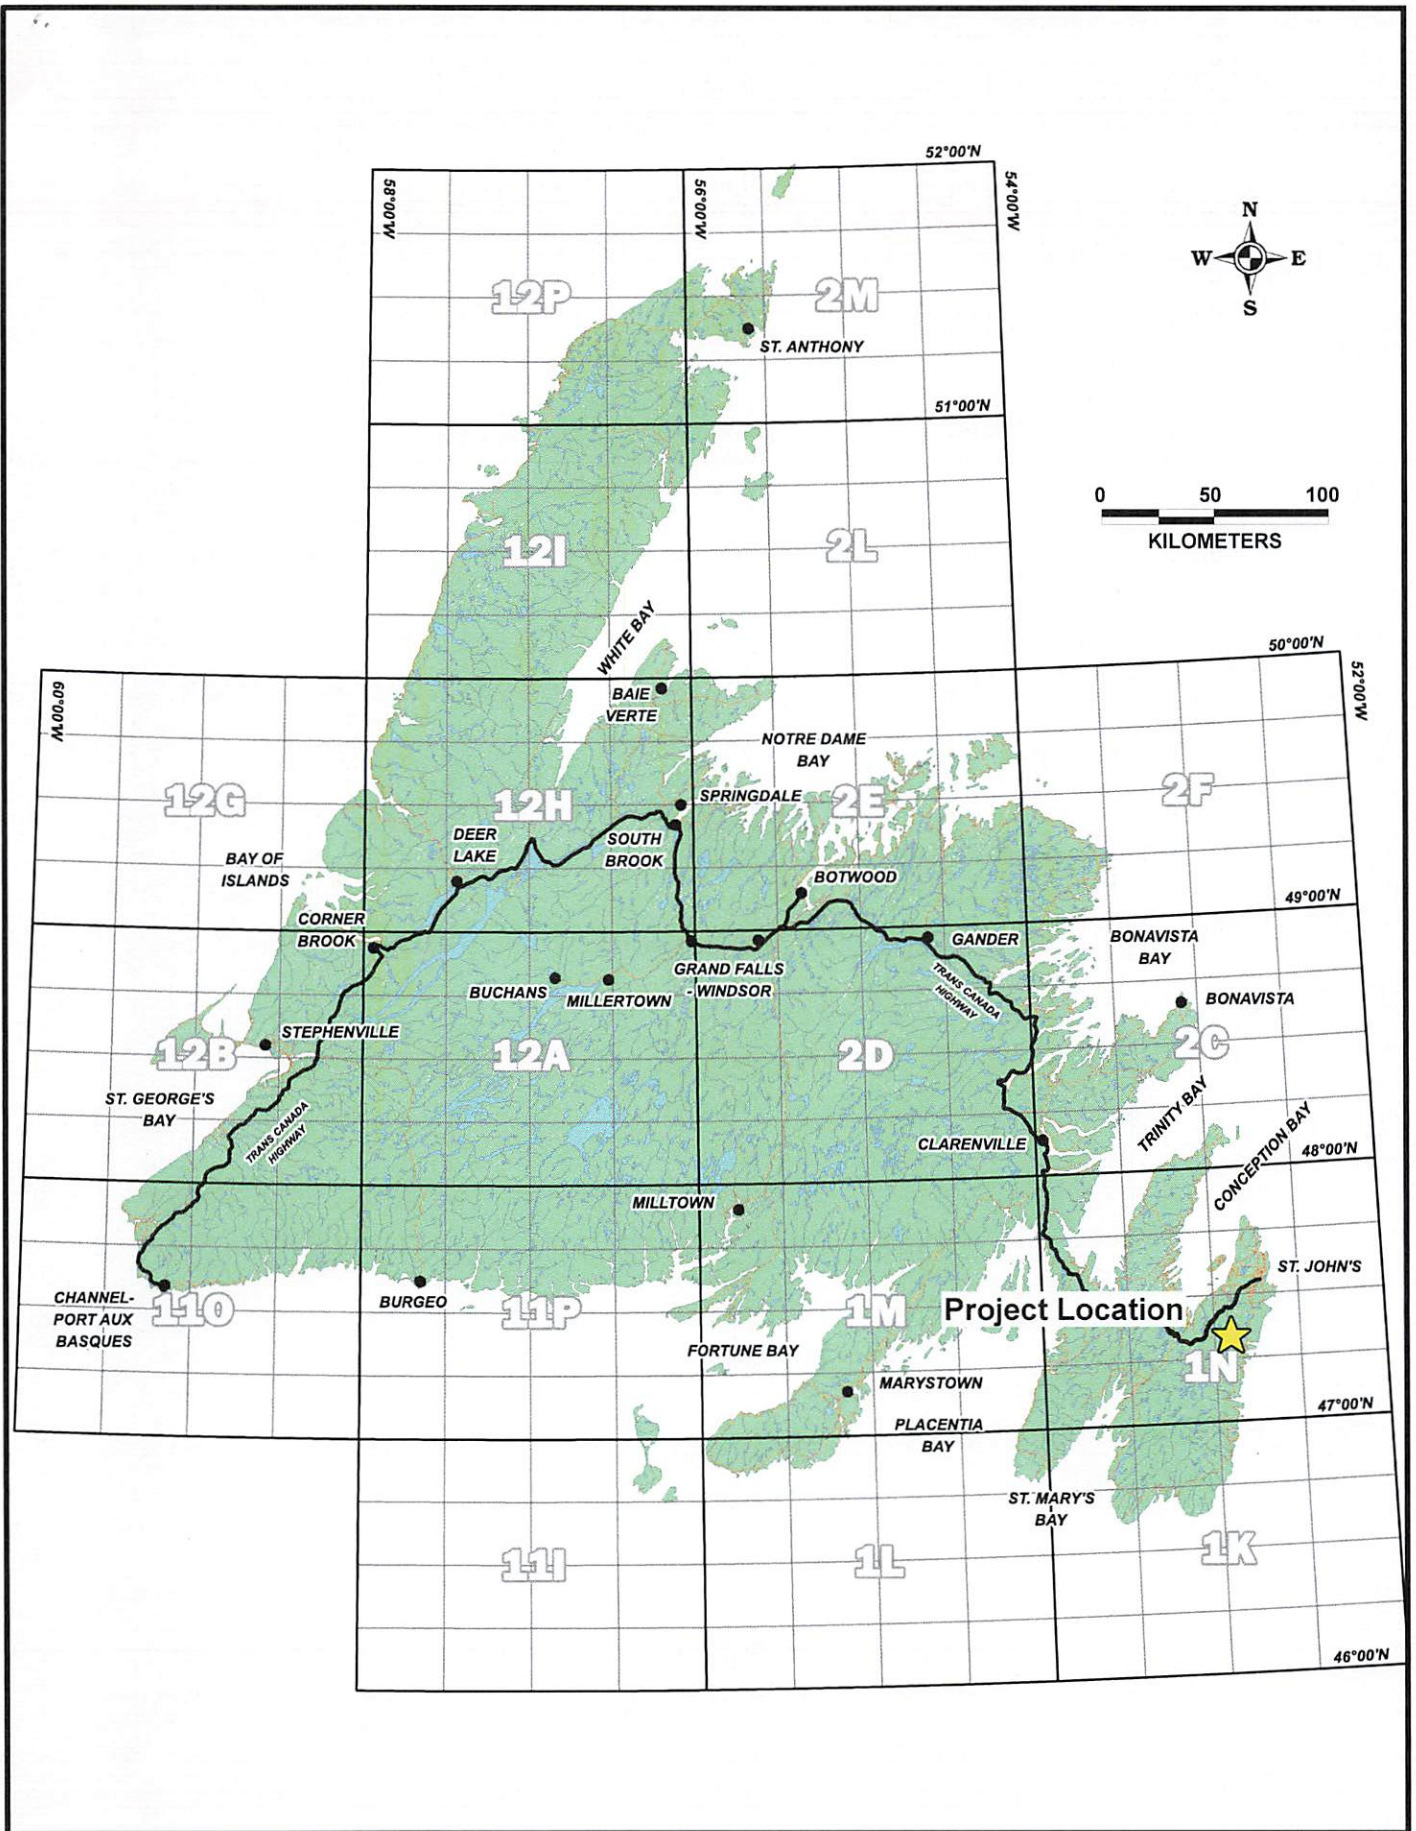 52°00'N
58°00'W
56°00'W
54°00'W
N
W
E
S
12P
2M
ST. ANTHONY
51°00'N
0 50 100
KILOMETERS
12I
2L
WHITE BAY
50°00'N
60°00'W
52°00'W
BAIE
VERTE
NOTRE DAME
BAY
12G
12H
SPRINGDALE
2E
2F
DEER
LAKE
SOUTH
BROOK
BAY OF
ISLANDS
BOTWOOD
49°00'N
CORNER
BROOK
GANDER
BONAVISTA
BAY
GRAND FALLS
- WINDSOR
BUCHANS
MILLERTOWN
TRANS CANADA
HIGHWAY
BONAVISTA
STEPHENVILLE
12B
12A
2D
2C
ST. GEORGE'S
BAY
TRANS CANADA
HIGHWAY
TRINITY BAY
CLARENVILLE
CONCEPTION BAY
48°00'N
MILLTOWN
ST. JOHN'S
CHANNEL-
PORT AUX
BASQUES
11O
BURGEO
11P
1M
Project Location
FORTUNE BAY
1N
MARYSTOWN
47°00'N
PLACENTIA
BAY
ST. MARY'S
BAY
11I
1L
1K
46°00'N